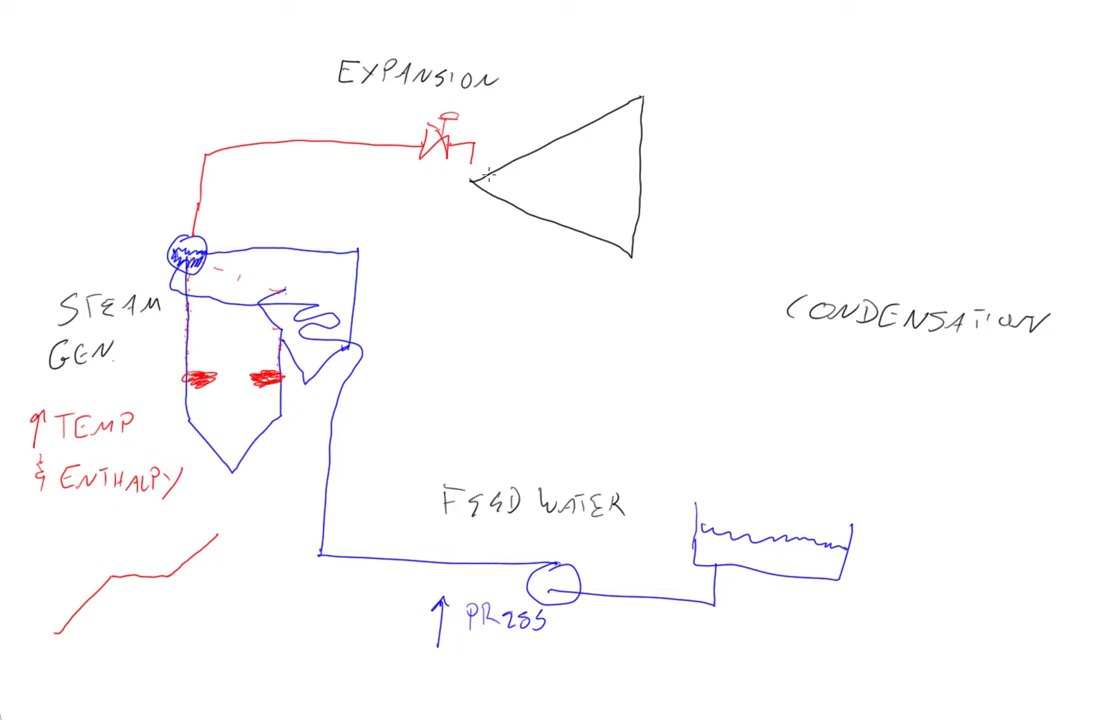 EXPANSION
STEAM
GEN.
CONDENSATION
↑ TEMP
& ENTHALPY
FEED WATER
↑ PRESS